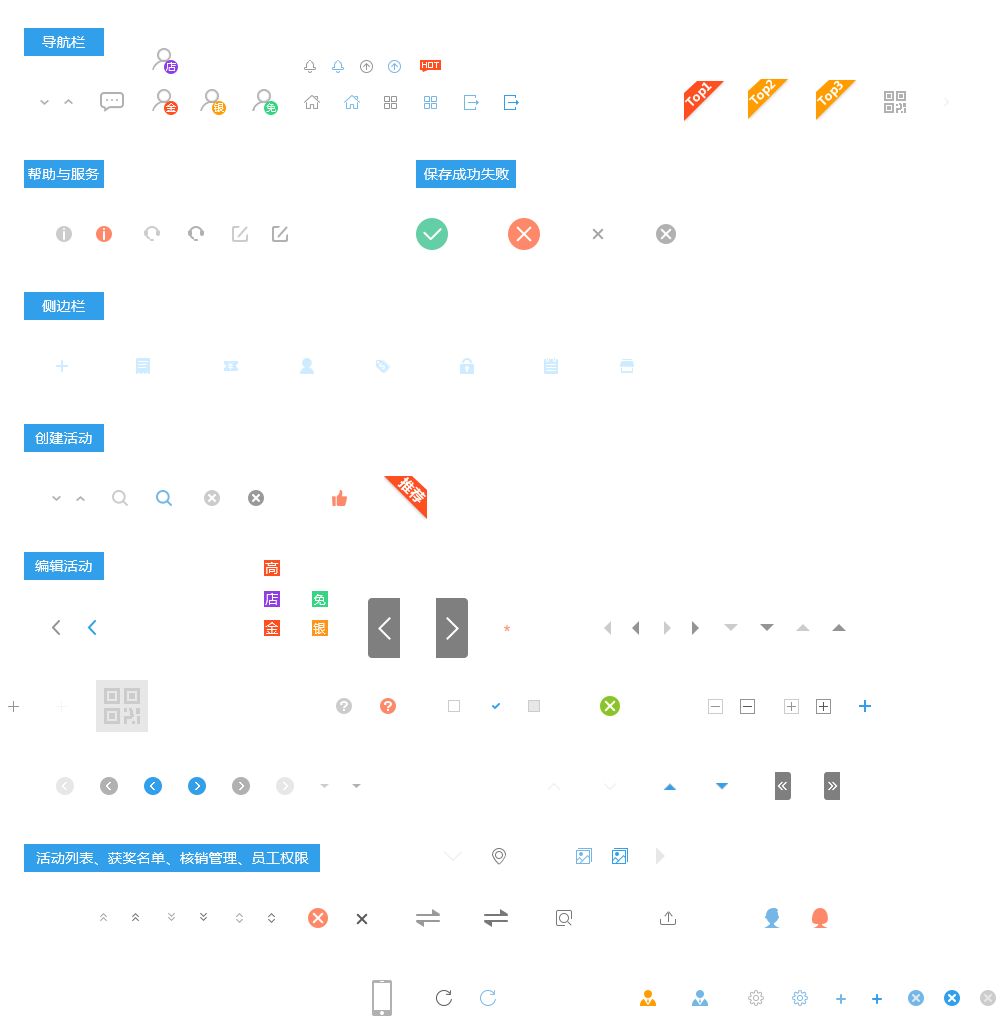 导航栏
店
HOT
金
银
免
Top1
Top2
Top3
帮助与服务
保存成功失败
侧边栏
创建活动
推荐
编辑活动
高
店
免
金
银
*
活动列表、获奖名单、核销管理、员工权限